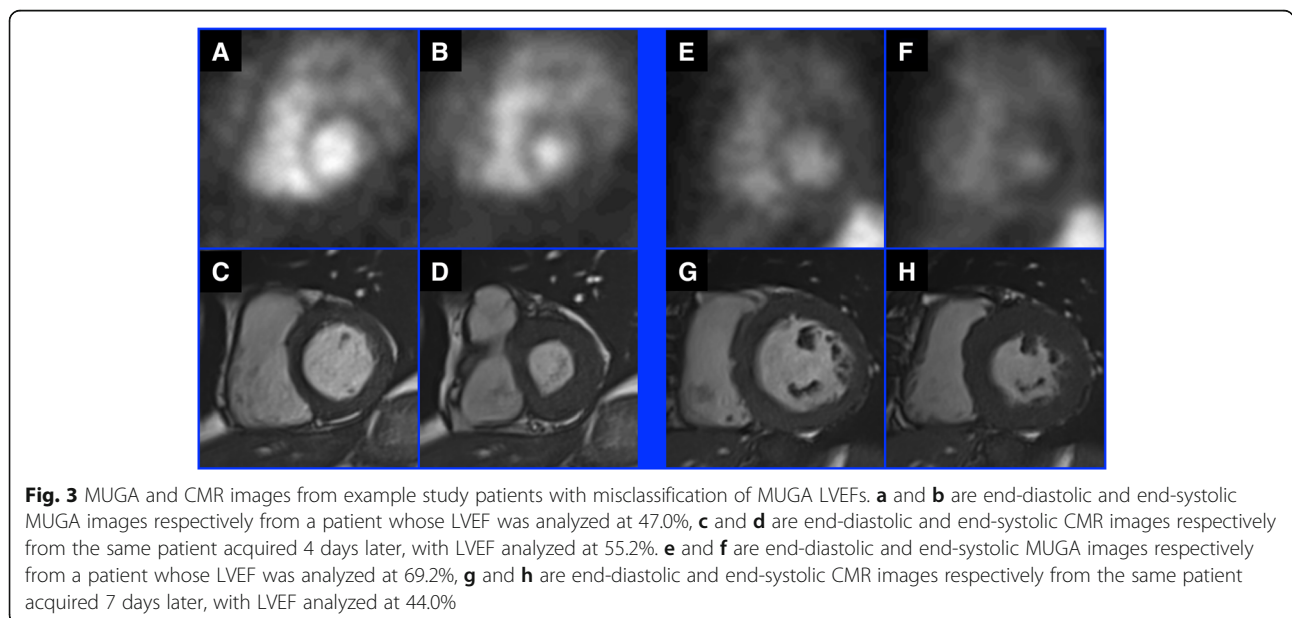 A B E F
C D G H
Fig. 3 MUGA and CMR images from example study patients with misclassification of MUGA LVEFs. a and b are end-diastolic and end-systolic
MUGA images respectively from a patient whose LVEF was analyzed at 47.0%, c and d are end-diastolic and end-systolic CMR images respectively
from the same patient acquired 4 days later, with LVEF analyzed at 55.2%. e and f are end-diastolic and end-systolic MUGA images respectively
from a patient whose LVEF was analyzed at 69.2%, g and h are end-diastolic and end-systolic CMR images respectively from the same patient
acquired 7 days later, with LVEF analyzed at 44.0%